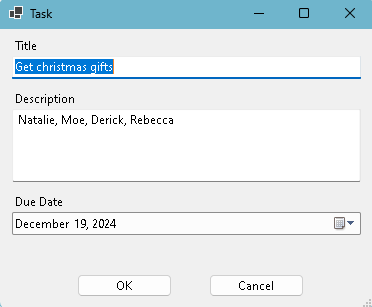 Task
Title
Get christmas gifts
Description
Natalie, Moe, Derick, Rebecca
Due Date
December 19, 2024
OK
Cancel